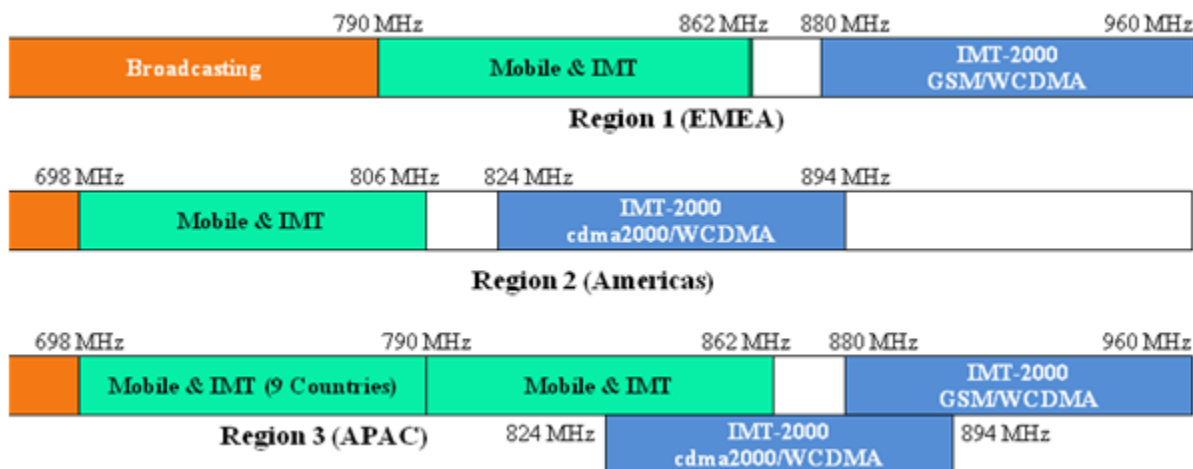 790 MHz 862 MHz 880 MHz 960 MHz
Broadcasting Mobile & IMT IMT-2000
GSM/WCDMA
Region 1 (EMEA)
698 MHz 806 MHz 824 MHz 894 MHz
Mobile & IMT IMT-2000
cdma2000/WCDMA
Region 2 (Americas)
698 MHz 790 MHz 862 MHz 880 MHz 960 MHz
Mobile & IMT (9 Countries) Mobile & IMT IMT-2000
GSM/WCDMA
Region 3 (APAC) 824 MHz IMT-2000 894 MHz
cdma2000/WCDMA